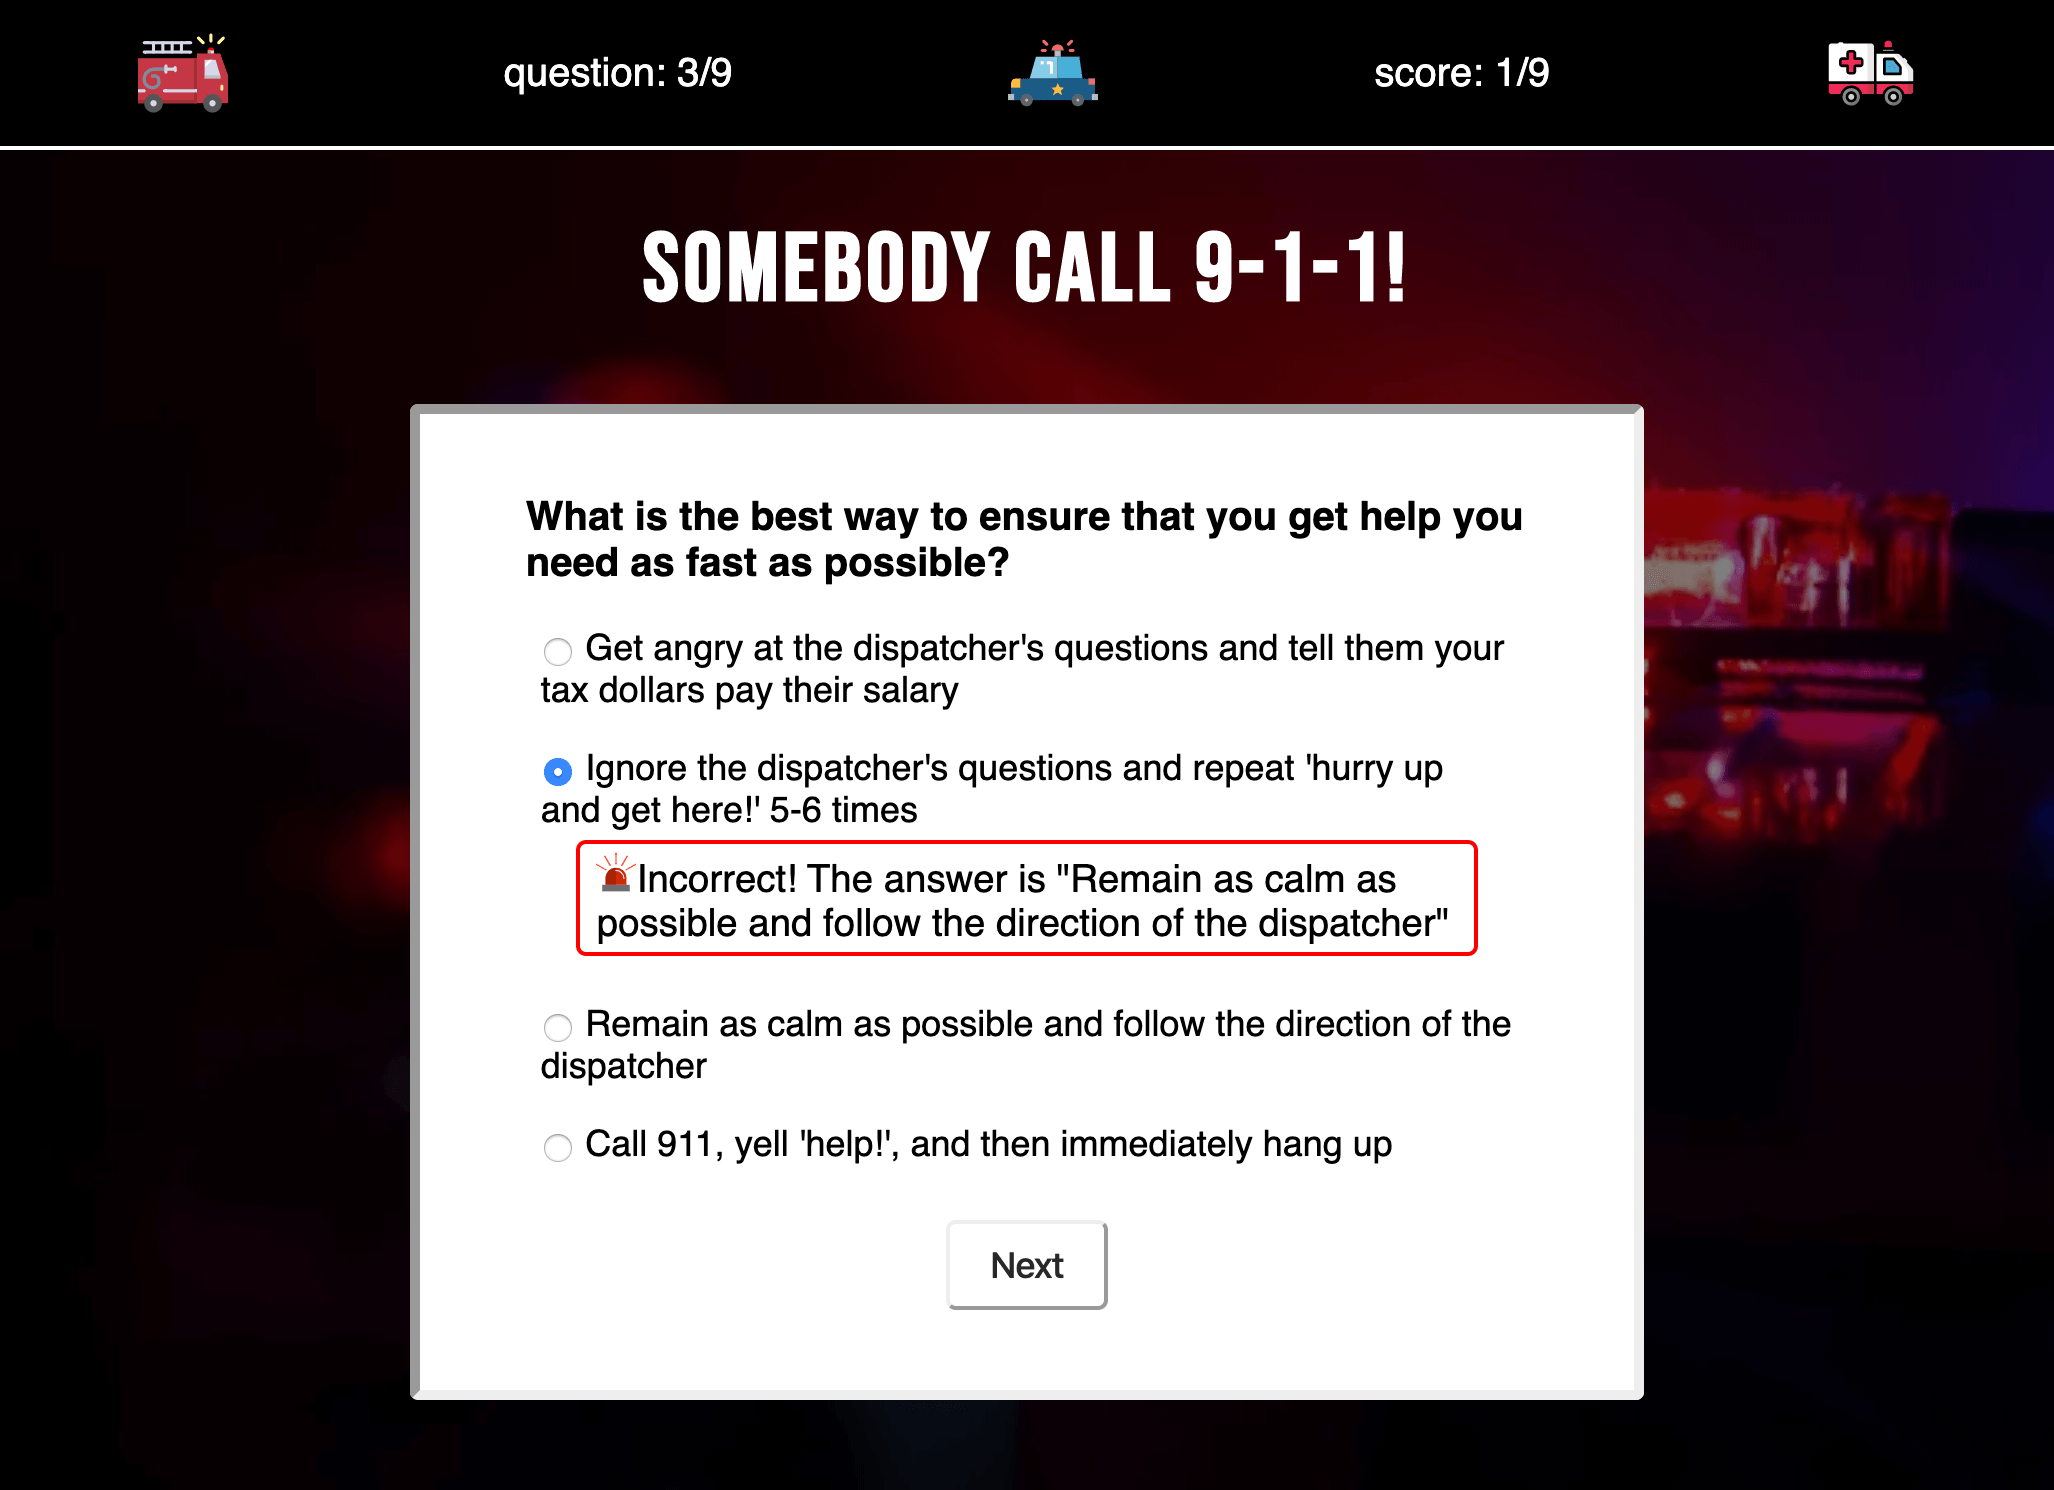 question: 3/9
score: 1/9
SOMEBODY CALL 9-1-1!
What is the best way to ensure that you get help you
need as fast as possible?
Get angry at the dispatcher's questions and tell them your
tax dollars pay their salary
Ignore the dispatcher's questions and repeat 'hurry up
and get here!' 5-6 times
Incorrect! The answer is "Remain as calm as
possible and follow the direction of the dispatcher"
Remain as calm as possible and follow the direction of the
dispatcher
Call 911, yell 'help!', and then immediately hang up
Next